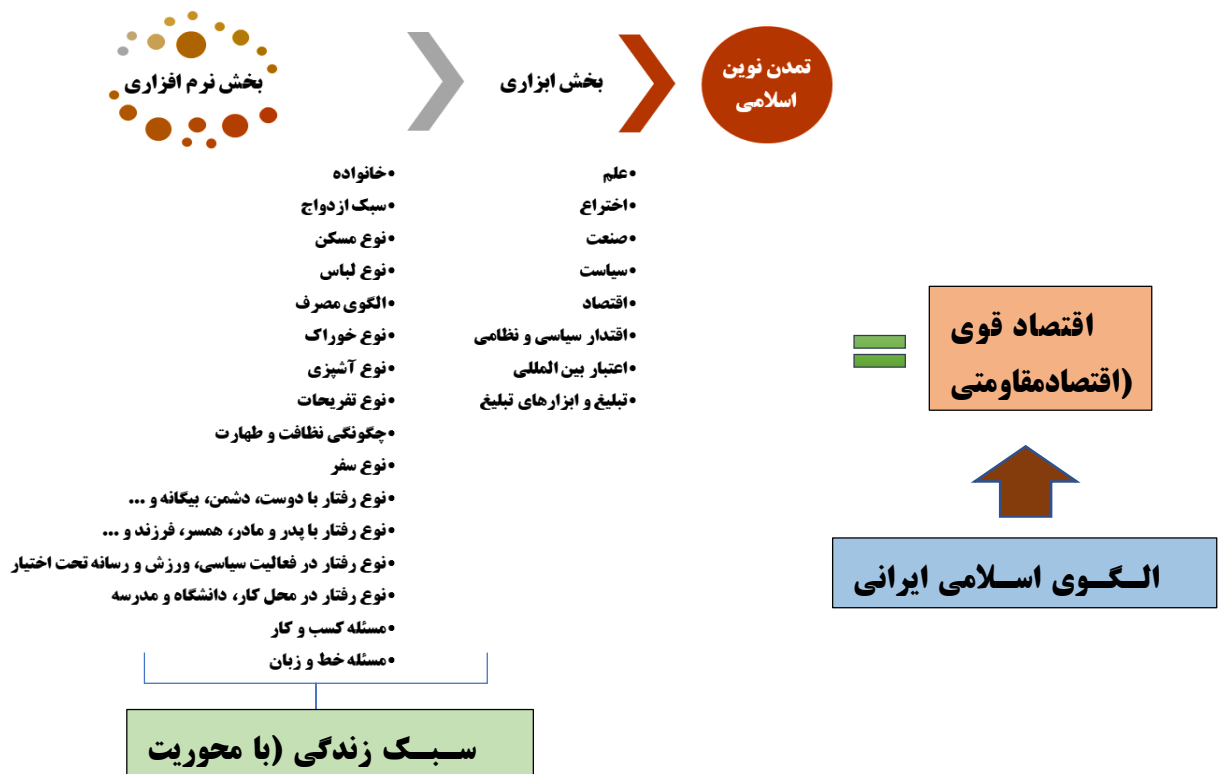 تمدن نوین
اسلامی
بخش ابزاری
•علم
•اختراع
•صنعت
•سیاست
•اقتصاد
•اقتدار سیاسی و نظامی
•اعتبار بین المللی
•تبلیغ و ابزارهای تبلیغ
بخش نرم افزاری
•خانواده
•سبک ازدواج
•نوع مسکن
•نوع لباس
•الگوی مصرف
•نوع خوراک
•نوع آشپزی
•نوع تفریحات
•چگونگی نظافت و طهارت
•نوع سفر
•نوع رفتار با دوست، دشمن، بیگانه و ...
•نوع رفتار با پدر و مادر، همسر، فرزند و ...
•نوع رفتار در فعالیت سیاسی، ورزش و رسانه تحت اختیار
•نوع رفتار در محل کار، دانشگاه و مدرسه
•مسئله کسب و کار
•مسئله خط و زبان
اقتصاد قوی
(اقتصادمقاومتی
الــگــوی اســلامی ایرانی
ســبــک زندگی (با محوریت